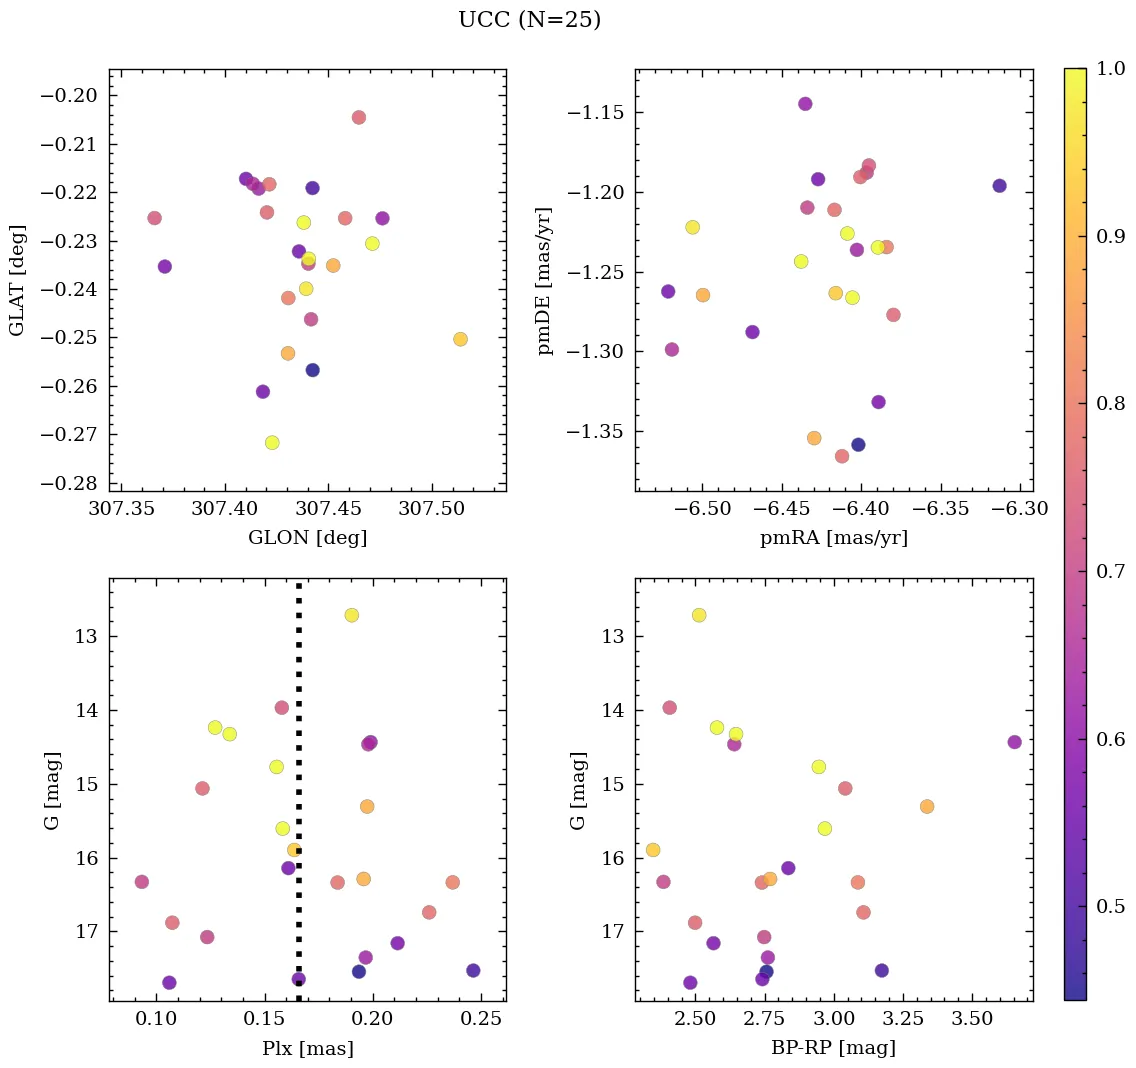 UCC (N=25)
−0.20
−0.21
−0.22
−0.23
−0.24
−0.25
−0.26
−0.27
−0.28
GLAT [deg]
307.35 307.40 307.45 307.50
GLON [deg]
−1.15
−1.20
−1.25
−1.30
−1.35
pmDE [mas/yr]
−6.50 −6.45 −6.40 −6.35 −6.30
pmRA [mas/yr]
13
14
15
16
17
G [mag]
0.10 0.15 0.20 0.25
Plx [mas]
13
14
15
16
17
G [mag]
2.50 2.75 3.00 3.25 3.50
BP-RP [mag]
1.0
0.9
0.8
0.7
0.6
0.5